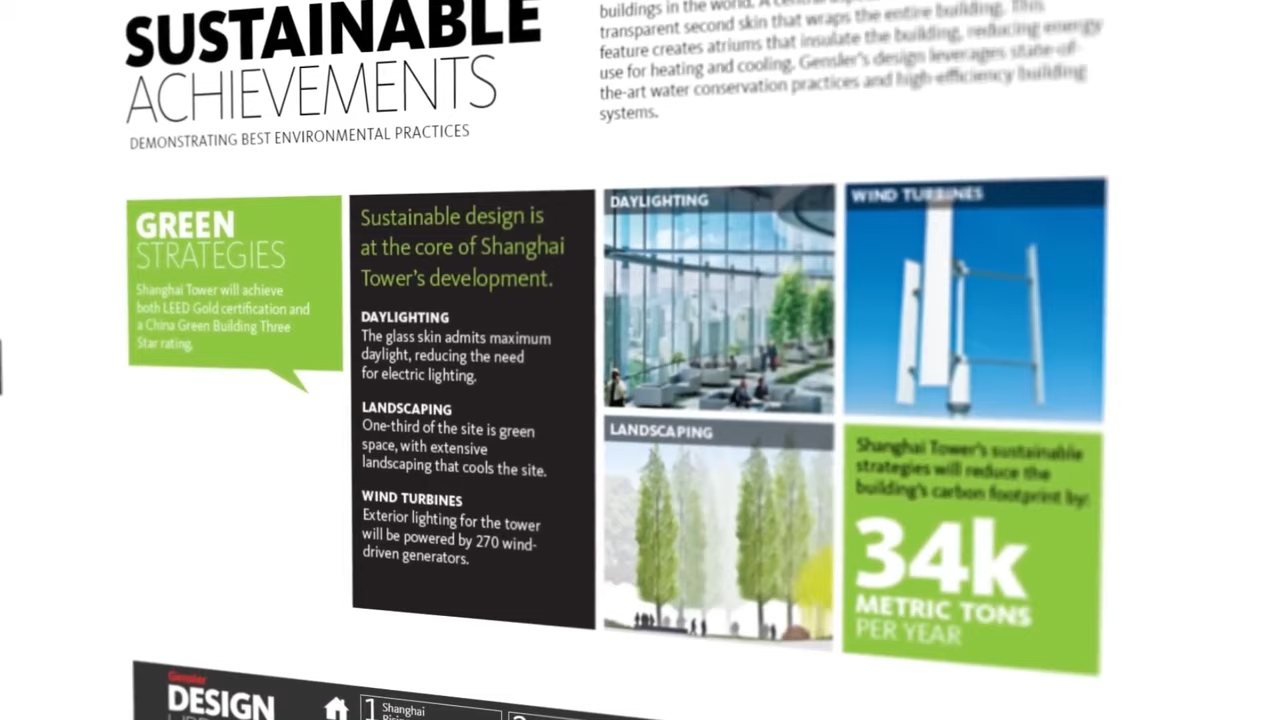 SUSTAINABLE
ACHIEVEMENTS
DEMONSTRATING BEST ENVIRONMENTAL PRACTICES
buildings in the world. A central
transparent second skin that wraps the entire building. This
feature creates atriums that insulate the building, reducing energy
use for heating and cooling. Gensler's design leverages state-of-
the-art water conservation practices and high-efficiency building
systems.
GREEN
STRATEGIES
Shanghai Tower will achieve
both LEED Gold certification and
a China Green Building Three
Star rating.
Sustainable design is
at the core of Shanghai
Tower's development.
DAYLIGHTING
The glass skin admits maximum
daylight, reducing the need
for electric lighting.
LANDSCAPING
One-third of the site is green
space, with extensive
landscaping that cools the site.
WIND TURBINES
Exterior lighting for the tower
will be powered by 270 wind-
driven generators.
DAYLIGHTING
WIND TURBINES
LANDSCAPING
Shanghai Tower's sustainable
strategies will reduce the
building's carbon footprint by:
34k
METRIC TONS
PER YEAR
Gensler
DESIGN
1 Shanghai